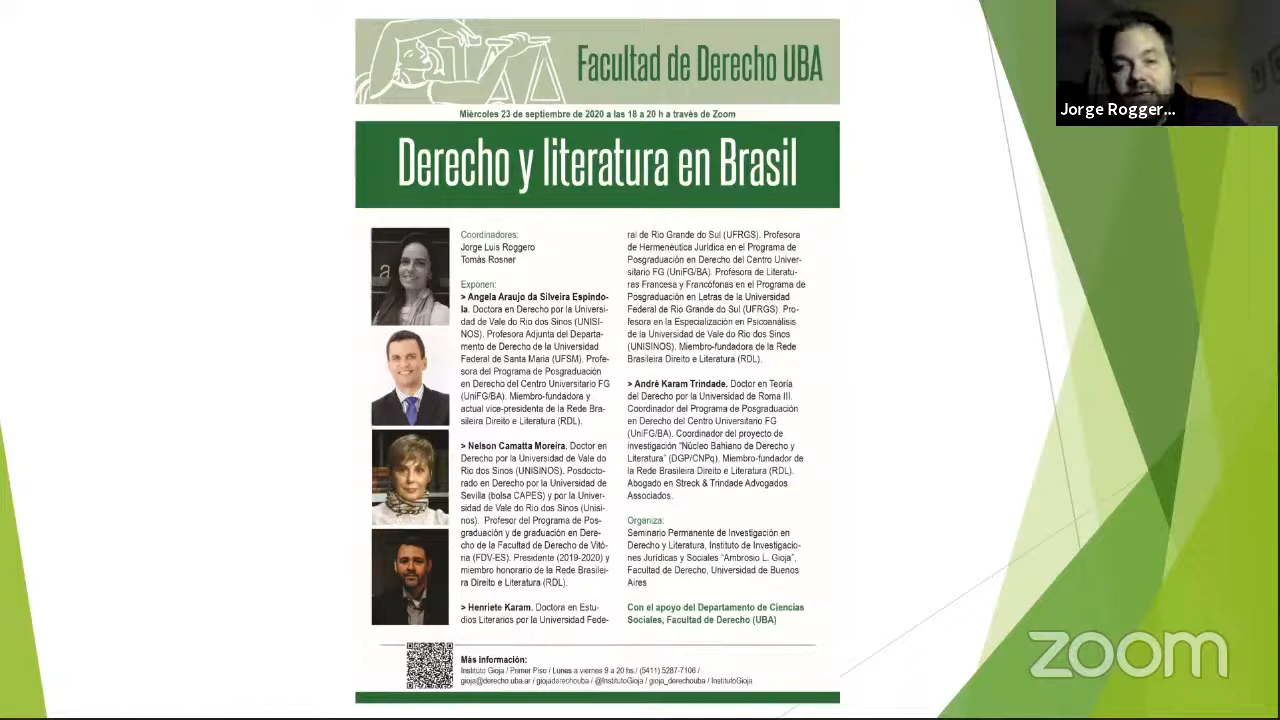 Facultad de Derecho UBA
Miércoles 23 de septiembre de 2020 a las 18 a 20 h a través de Zoom
Derecho y literatura en Brasil
Coordinadores:
Jorge Luis Roggero
Tomás Rosner
Exponen:
> Angela Araujo da Silveira Espindo-
la. Doctora en Derecho por la Universi-
dad de Vale do Rio dos Sinos (UNISI-
NOS). Profesora Adjunta del Departa-
mento de Derecho de la Universidad
Federal de Santa Maria (UFSM). Profe-
sora del Programa de Posgraduación
en Derecho del Centro Universitario FG
(UniFG/BA). Miembro-fundadora y
actual vice-presidenta de la Rede Bra-
sileira Direito e Literatura (RDL).
> Nelson Camatta Moreira. Doctor en
Derecho por la Universidad de Vale do
Rio dos Sinos (UNISINOS). Posdocto-
rado en Derecho por la Universidad de
Sevilla (bolsa CAPES) y por la Univer-
sidad de Vale do Rio dos Sinos (Unisi-
nos). Profesor del Programa de Pos-
graduación y de graduación en Dere-
cho de la Facultad de Derecho de Vitó-
ria (FDV-ES). Presidente (2019-2020) y
miembro honorario de la Rede Brasilei-
ra Direito e Literatura (RDL).
> Henriete Karam. Doctora en Estu-
dios Literarios por la Universidad Fede-
ral de Rio Grande do Sul (UFRGS). Profesora
de Hermenéutica Jurídica en el Programa de
Posgraduación en Derecho del Centro Univer-
sitario FG (UniFG/BA). Profesora de Literatu-
ras Francesa y Francófonas en el Programa de
Posgraduación en Letras de la Universidad
Federal de Rio Grande do Sul (UFRGS). Pro-
fesora en la Especialización en Psicoanálisis
de la Universidad de Vale do Rio dos Sinos
(UNISINOS). Miembro-fundadora de la Rede
Brasileira Direito e Literatura (RDL).
> André Karam Trindade. Doctor en Teoría
del Derecho por la Universidad de Roma III.
Coordinador del Programa de Posgraduación
en Derecho del Centro Universitario FG
(UniFG/BA). Coordinador del proyecto de
investigación "Núcleo Bahiano de Derecho y
Literatura" (DGP/CNPq). Miembro-fundador de
la Rede Brasileira Direito e Literatura (RDL).
Abogado en Streck & Trindade Advogados
Associados.
Organiza:
Seminario Permanente de Investigación en
Derecho y Literatura, Instituto de Investigacio-
nes Jurídicas y Sociales "Ambrosio L. Gioja",
Facultad de Derecho, Universidad de Buenos
Aires
Con el apoyo del Departamento de Ciencias
Sociales, Facultad de Derecho (UBA)
Más información:
Instituto Gioja / Primer Piso / Lunes a viernes 9 a 20 hs./ (5411) 5287-7106 /
gioja@derecho.uba.ar / giojaderechouba / @InstitutoGioja / gioja_derechouba / InstitutoGioja
Jorge Rogger...
zoom